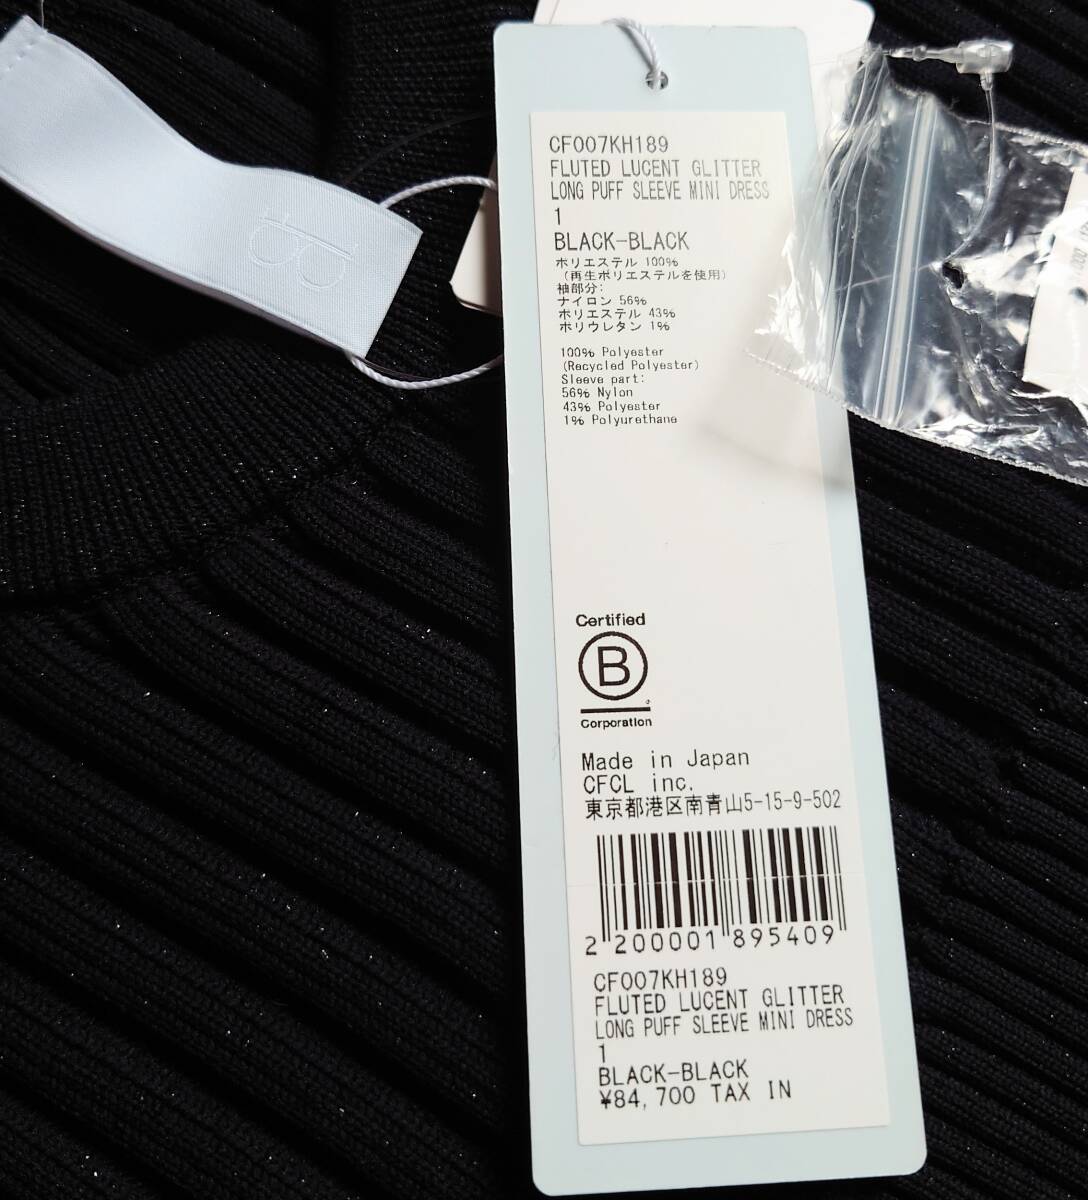 CF007KH189
FLUTED LUCENT GLITTER
LONG PUFF SLEEVE MINI DRESS
1
BLACK-BLACK
ポリエステル 100%
(再生ポリエステルを使用)
袖部分:
ナイロン 56%
ポリエステル 43%
ポリウレタン 1%
100% Polyester
(Recycled Polyester)
Sleeve part:
56% Nylon
43% Polyester
1% Polyurethane
Certified
B
Corporation
Made in Japan
CFCL inc.
東京都港区南青山5-15-9-502
2 200001 895409
CF007KH189
FLUTED LUCENT GLITTER
LONG PUFF SLEEVE MINI DRESS
1
BLACK-BLACK
¥84,700 TAX IN